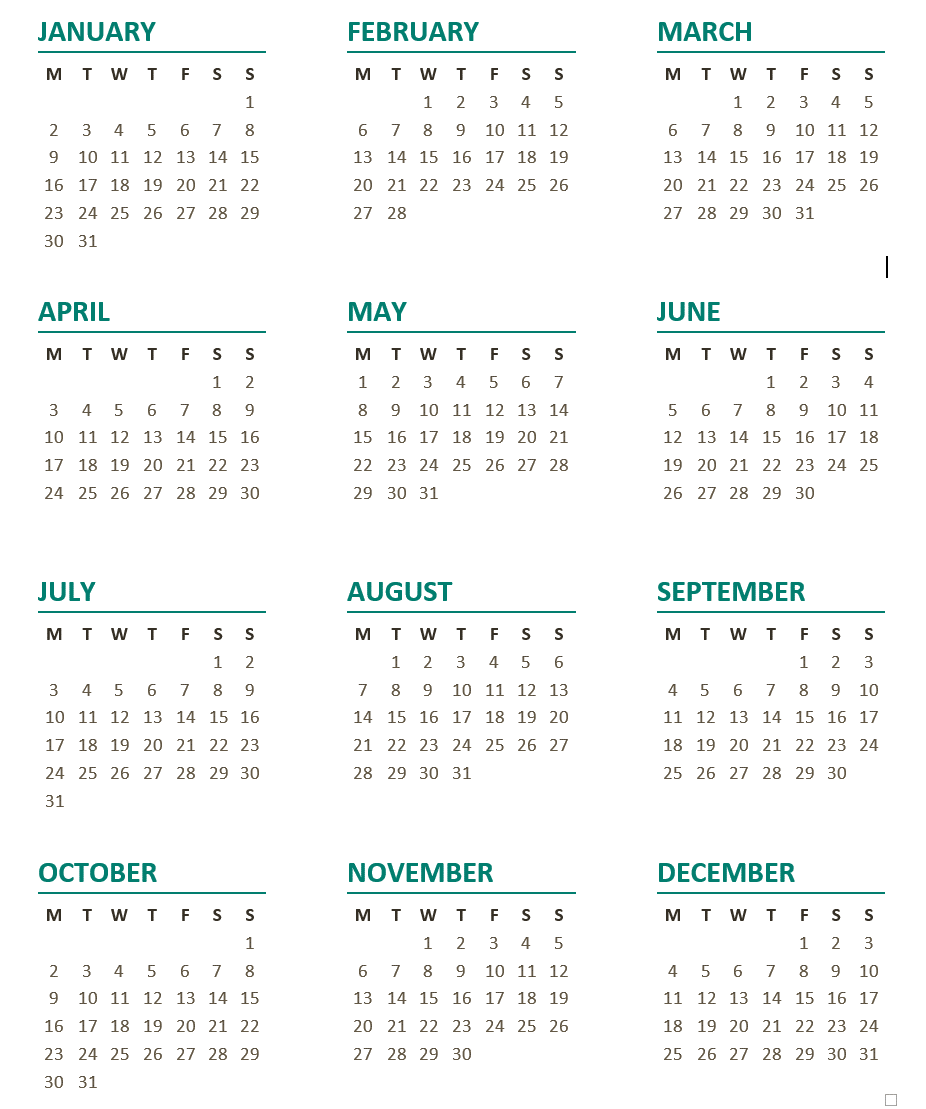 JANUARY
M T W T F S S
1
2 3 4 5 6 7 8
9 10 11 12 13 14 15
16 17 18 19 20 21 22
23 24 25 26 27 28 29
30 31
FEBRUARY
M T W T F S S
1 2 3 4 5
6 7 8 9 10 11 12
13 14 15 16 17 18 19
20 21 22 23 24 25 26
27 28
MARCH
M T W T F S S
1 2 3 4 5
6 7 8 9 10 11 12
13 14 15 16 17 18 19
20 21 22 23 24 25 26
27 28 29 30 31
APRIL
M T W T F S S
1 2
3 4 5 6 7 8 9
10 11 12 13 14 15 16
17 18 19 20 21 22 23
24 25 26 27 28 29 30
MAY
M T W T F S S
1 2 3 4 5 6 7
8 9 10 11 12 13 14
15 16 17 18 19 20 21
22 23 24 25 26 27 28
29 30 31
JUNE
M T W T F S S
1 2 3 4
5 6 7 8 9 10 11
12 13 14 15 16 17 18
19 20 21 22 23 24 25
26 27 28 29 30
JULY
M T W T F S S
1 2
3 4 5 6 7 8 9
10 11 12 13 14 15 16
17 18 19 20 21 22 23
24 25 26 27 28 29 30
31
AUGUST
M T W T F S S
1 2 3 4 5 6
7 8 9 10 11 12 13
14 15 16 17 18 19 20
21 22 23 24 25 26 27
28 29 30 31
SEPTEMBER
M T W T F S S
1 2 3
4 5 6 7 8 9 10
11 12 13 14 15 16 17
18 19 20 21 22 23 24
25 26 27 28 29 30
OCTOBER
M T W T F S S
1
2 3 4 5 6 7 8
9 10 11 12 13 14 15
16 17 18 19 20 21 22
23 24 25 26 27 28 29
30 31
NOVEMBER
M T W T F S S
1 2 3 4 5
6 7 8 9 10 11 12
13 14 15 16 17 18 19
20 21 22 23 24 25 26
27 28 29 30
DECEMBER
M T W T F S S
1 2 3
4 5 6 7 8 9 10
11 12 13 14 15 16 17
18 19 20 21 22 23 24
25 26 27 28 29 30 31